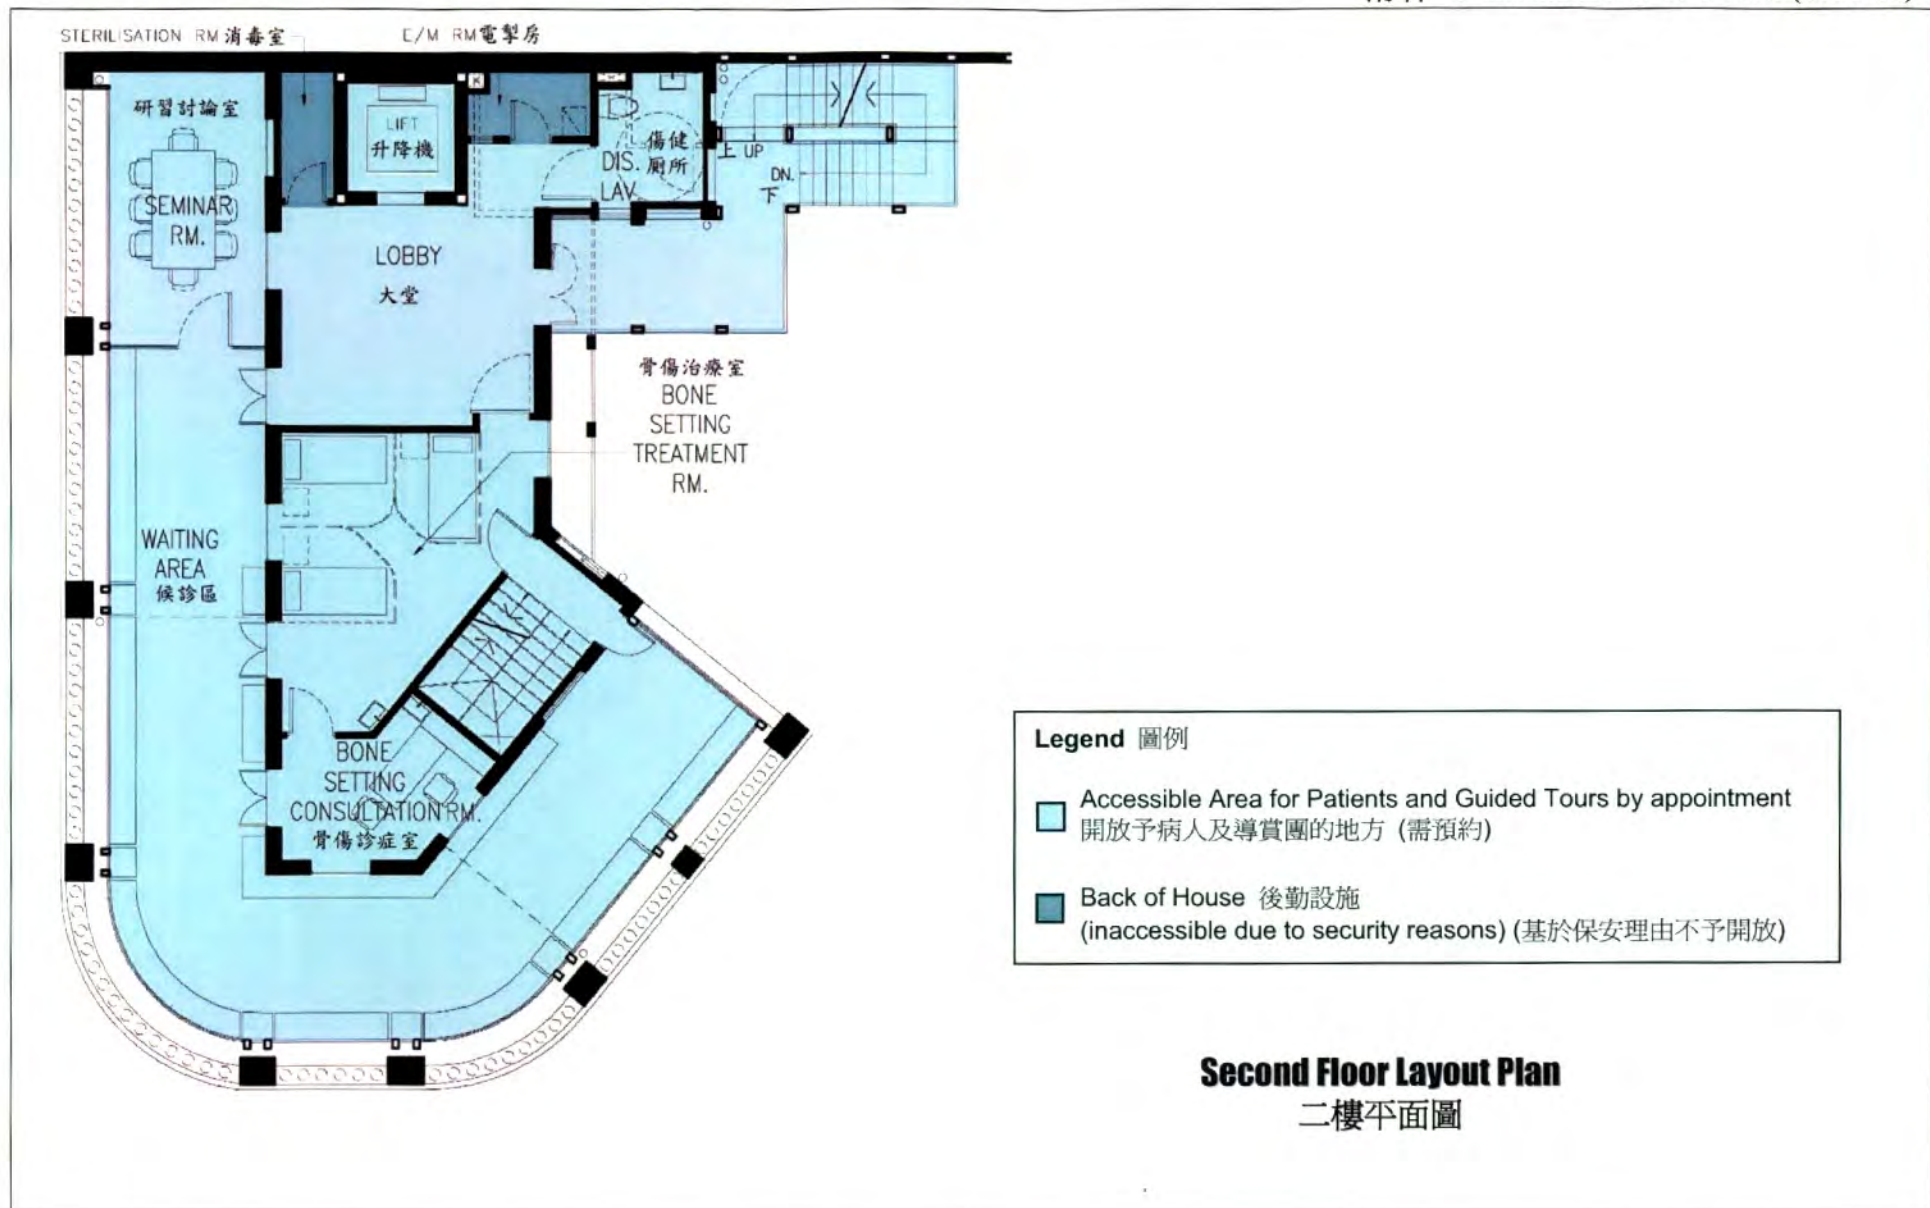 STERILISATION RM 消毒室
E/M RM 電掣房
研習討論室
SEMINAR
RM.
LIFT
升降機
DIS.
LAV.
傷健
厠所
上 UP
DN.
下
LOBBY
大堂
骨傷治療室
BONE
SETTING
TREATMENT
RM.
WAITING
AREA
候診區
BONE
SETTING
CONSULTATION RM.
骨傷診症室
Legend 圖例
Accessible Area for Patients and Guided Tours by appointment
開放予病人及導賞團的地方 (需預約)
Back of House 後勤設施
(inaccessible due to security reasons) (基於保安理由不予開放)
Second Floor Layout Plan
二樓平面圖